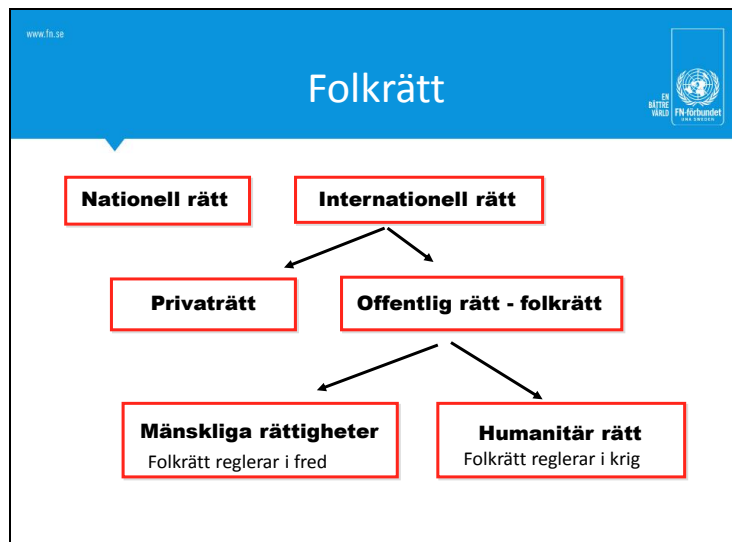 www.fn.se
Folkrätt
EN
BÄTTRE
VÄRLD
FN-förbundet
UNA SWEDEN
Nationell rätt
Internationell rätt
Privaträtt
Offentlig rätt - folkrätt
Mänskliga rättigheter
Folkrätt reglerar i fred
Humanitär rätt
Folkrätt reglerar i krig